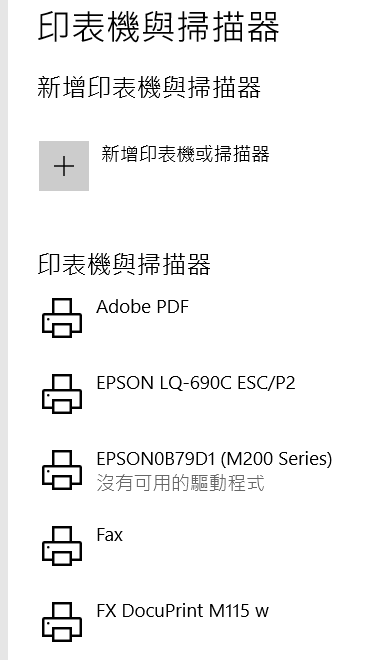 印表機與掃描器
新增印表機與掃描器
新增印表機或掃描器
印表機與掃描器
Adobe PDF
EPSON LQ-690C ESC/P2
EPSON0B79D1 (M200 Series)
沒有可用的驅動程式
Fax
FX DocuPrint M115 w